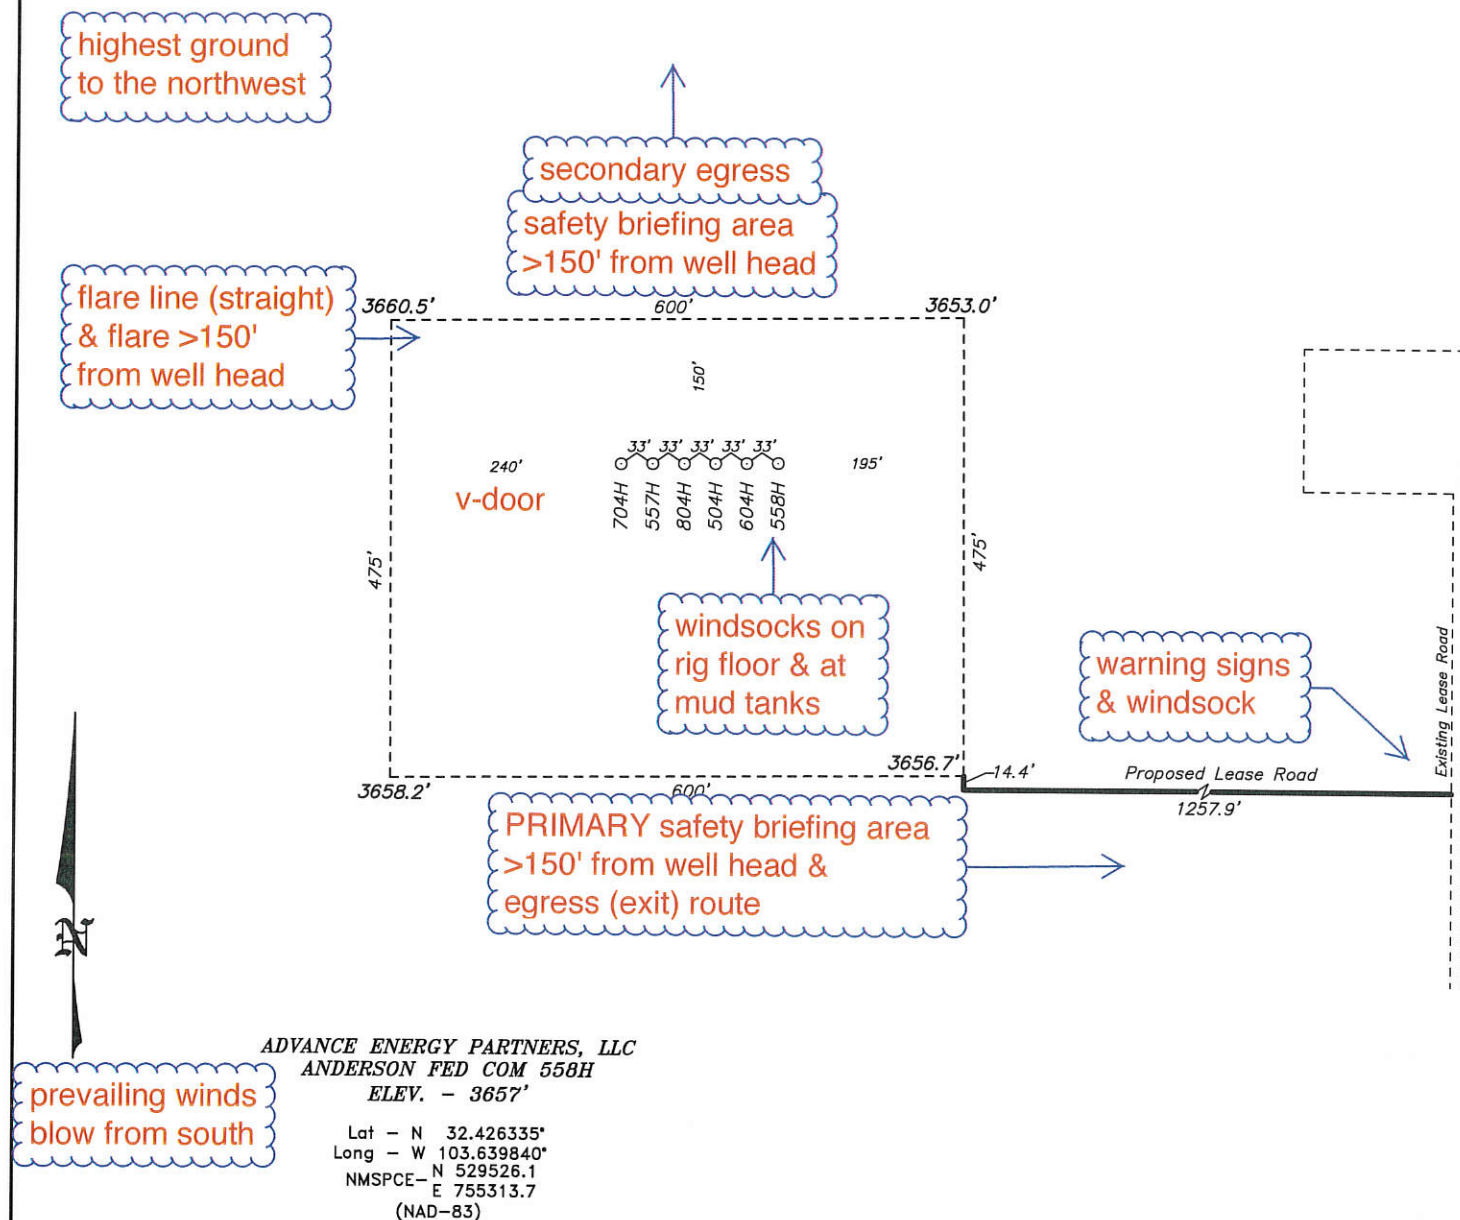 highest ground
to the northwest
secondary egress
safety briefing area
>150' from well head
flare line (straight)
& flare >150'
from well head
3660.5'
600'
3653.0'
150'
33' 33' 33' 33' 33'
240'
195'
v-door
704H
557H
804H
504H
604H
558H
475'
475'
windsocks on
rig floor & at
mud tanks
warning signs
& windsock
Existing Lease Road
3658.2'
600'
3656.7'
14.4'
Proposed Lease Road
1257.9'
PRIMARY safety briefing area
>150' from well head &
egress (exit) route
N
ADVANCE ENERGY PARTNERS, LLC
ANDERSON FED COM 558H
ELEV. - 3657'
prevailing winds
blow from south
Lat - N 32.426335°
Long - W 103.639840°
NMSPCE- N 529526.1
E 755313.7
(NAD-83)